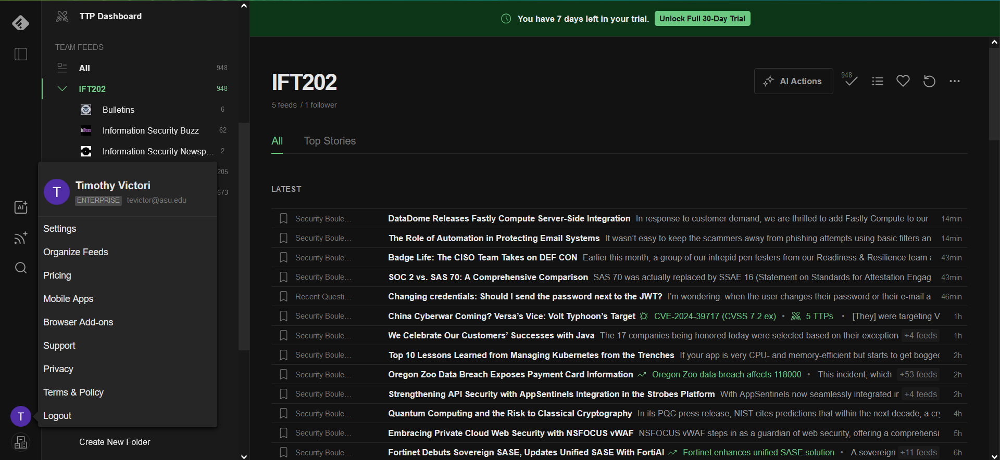 TTP Dashboard
TEAM FEEDS
All 948
IFT202 948
Bulletins 6
Information Security Buzz 62
Information Security Newsp... 2
205
673
T
Timothy Victori
ENTERPRISE tevictor@asu.edu
Settings
Organize Feeds
Pricing
Mobile Apps
Browser Add-ons
Support
Privacy
Terms & Policy
Logout
AI
T
Create New Folder
You have 7 days left in your trial. Unlock Full 30-Day Trial
IFT202
5 feeds / 1 follower
AI Actions 948
All Top Stories
LATEST
Security Boule... DataDome Releases Fastly Compute Server-Side Integration In response to customer demand, we are thrilled to add Fastly Compute to our 14min
Security Boule... The Role of Automation in Protecting Email Systems It wasn't easy to keep the scammers away from phishing attempts using basic filters an 14min
Security Boule... Badge Life: The CISO Team Takes on DEF CON Earlier this month, a group of our intrepid pen testers from our Readiness & Resilience team 43min
Security Boule... SOC 2 vs. SAS 70: A Comprehensive Comparison SAS 70 was actually replaced by SSAE 16 (Statement on Standards for Attestation Engag 43min
Recent Questi... Changing credentials: Should I send the password next to the JWT? I'm wondering: when the user changes their password or their e-mail a 46min
Security Boule... China Cyberwar Coming? Versa's Vice: Volt Typhoon's Target CVE-2024-39717 (CVSS 7.2 ex) • 5 TTPs • [They] were targeting V 1h
Security Boule... We Celebrate Our Customers' Successes with Java The 17 companies being honored today were selected based on their exception +4 feeds 1h
Security Boule... Top 10 Lessons Learned from Managing Kubernetes from the Trenches If your app is very CPU- and memory-efficient but starts to get bogged 2h
Security Boule... Oregon Zoo Data Breach Exposes Payment Card Information Oregon Zoo data breach affects 118000 • This incident, which +53 feeds 2h
Security Boule... Strengthening API Security with AppSentinels Integration in the Strobes Platform With AppSentinels now seamlessly integrated ir +4 feeds 2h
Security Boule... Quantum Computing and the Risk to Classical Cryptography In its PQC press release, NIST cites predictions that within the next decade, a cry 4h
Security Boule... Embracing Private Cloud Web Security with NSFOCUS vWAF NSFOCUS vWAF steps in as a guardian of web security, offering a comprehensi 5h
Security Boule... Fortinet Debuts Sovereign SASE, Updates Unified SASE With FortiAI Fortinet enhances unified SASE solution • A sovereign +11 feeds 6h